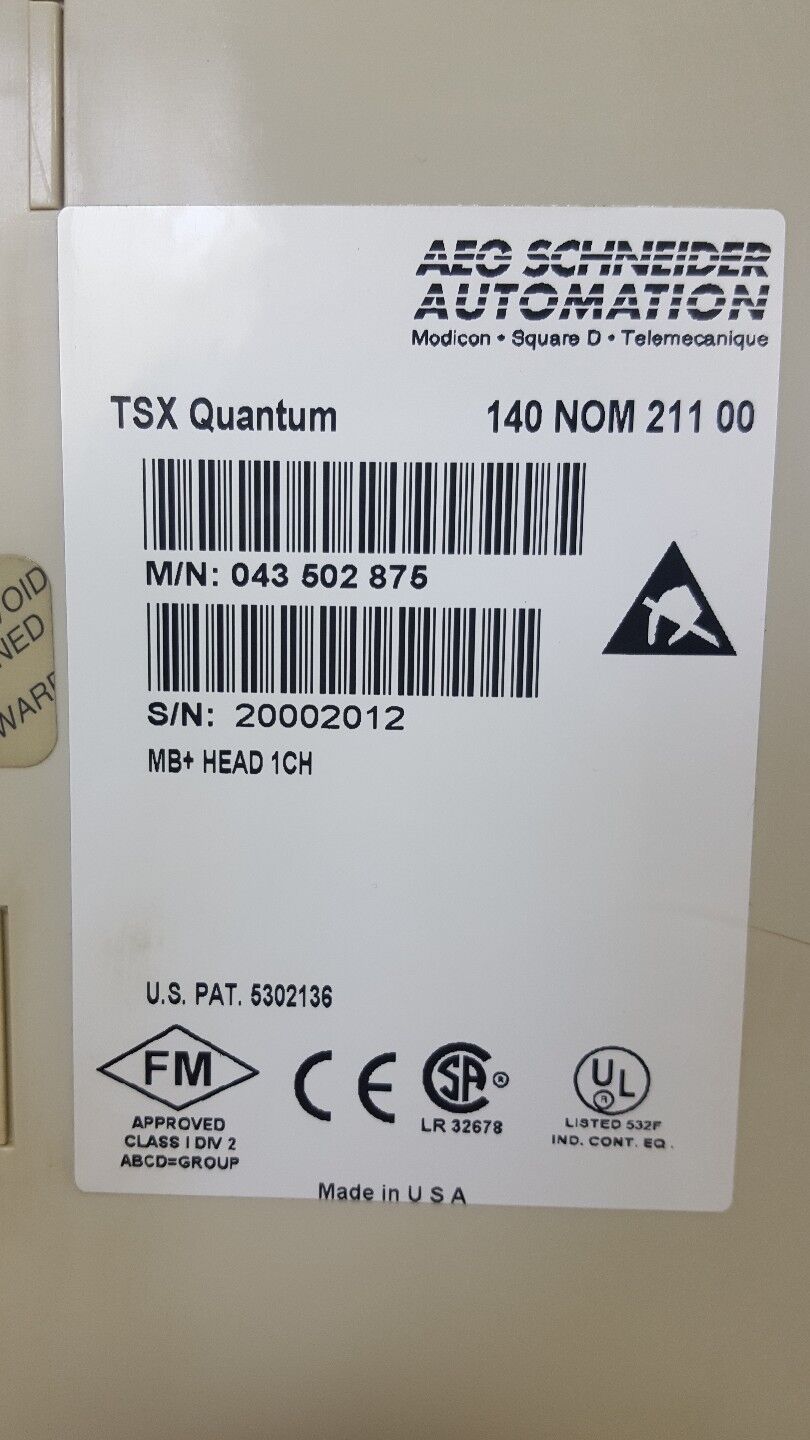 AEG SCHNEIDER
AUTOMATION
Modicon • Square D • Telemecanique
TSX Quantum 140 NOM 211 00
M/N: 043 502 875
S/N: 20002012
MB+ HEAD 1CH
U.S. PAT. 5302136
FM
APPROVED
CLASS I DIV 2
ABCD=GROUP
CE
SA ®
LR 32678
UL
®
LISTED 532F
IND. CONT. EQ.
Made in U S A